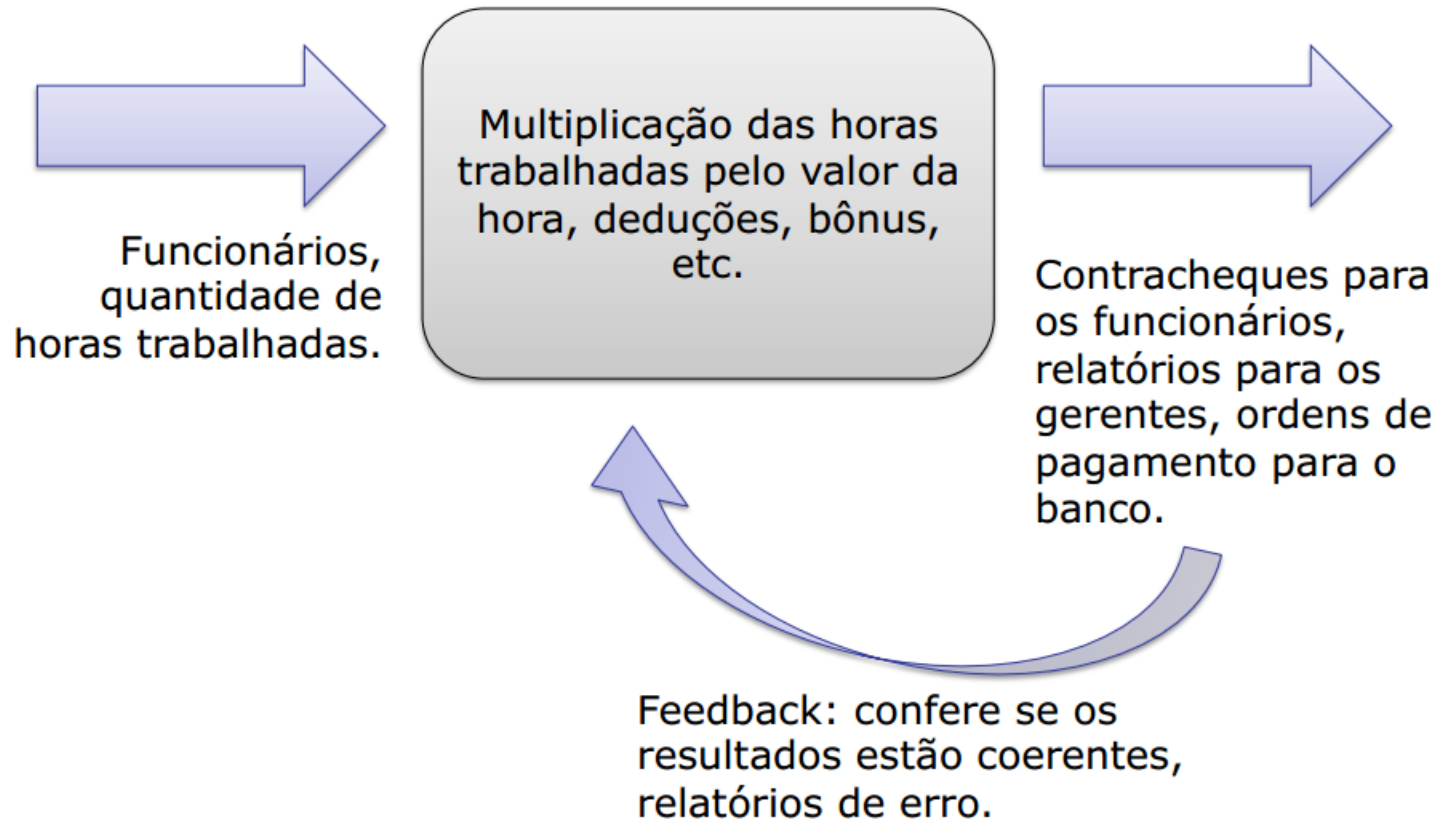 Funcionários,
quantidade de
horas trabalhadas.
Multiplicação das horas
trabalhadas pelo valor da
hora, deduções, bônus,
etc.
Contracheques para
os funcionários,
relatórios para os
gerentes, ordens de
pagamento para o
banco.
Feedback: confere se os
resultados estão coerentes,
relatórios de erro.